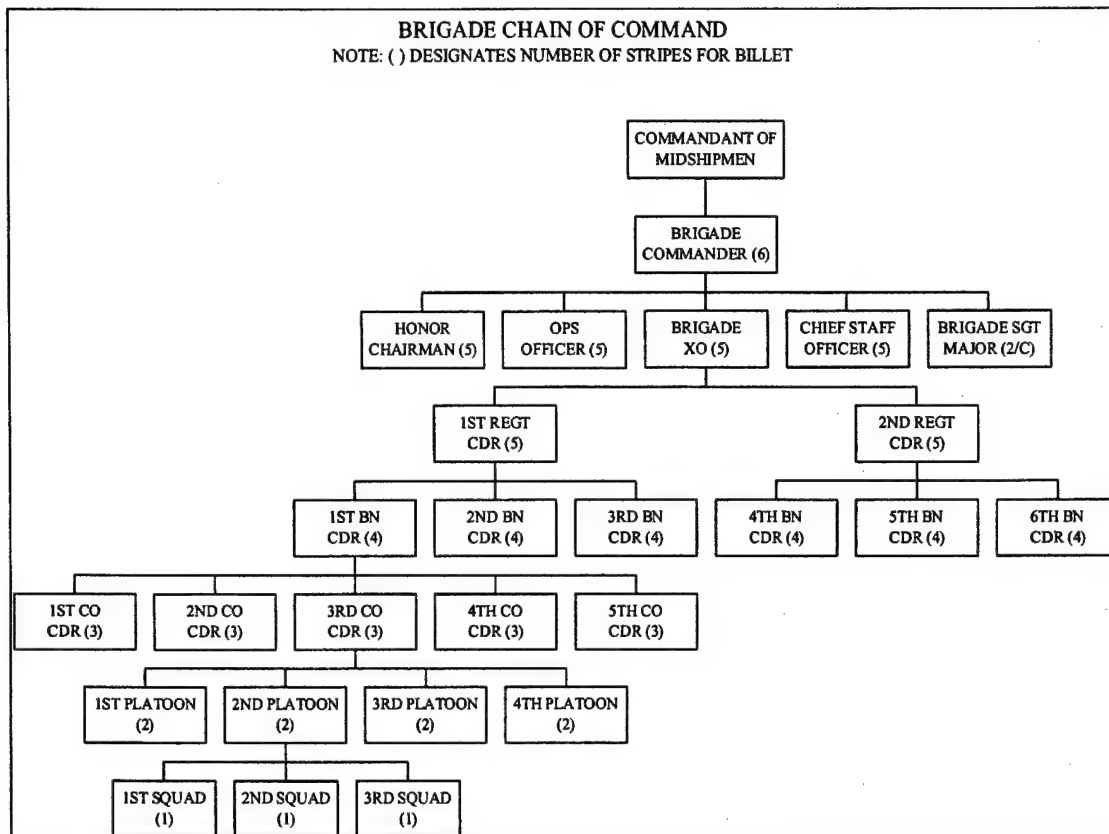 BRIGADE CHAIN OF COMMAND
NOTE: ( ) DESIGNATES NUMBER OF STRIPES FOR BILLET
COMMANDANT OF
MIDSHIPMEN
BRIGADE
COMMANDER (6)
HONOR
CHAIRMAN (5)
OPS
OFFICER (5)
BRIGADE
XO (5)
CHIEF STAFF
OFFICER (5)
BRIGADE SGT
MAJOR (2/C)
1ST REGT
CDR (5)
2ND REGT
CDR (5)
1ST BN
CDR (4)
2ND BN
CDR (4)
3RD BN
CDR (4)
4TH BN
CDR (4)
5TH BN
CDR (4)
6TH BN
CDR (4)
1ST CO
CDR (3)
2ND CO
CDR (3)
3RD CO
CDR (3)
4TH CO
CDR (3)
5TH CO
CDR (3)
1ST PLATOON
(2)
2ND PLATOON
(2)
3RD PLATOON
(2)
4TH PLATOON
(2)
1ST SQUAD
(1)
2ND SQUAD
(1)
3RD SQUAD
(1)